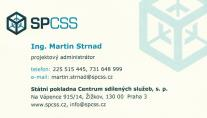 SPCSS
Ing. Martin Strnad
projektový administrátor
telefon: 225 515 445, 731 648 999
e-mail: martin.strnad@spcss.cz
Státní pokladna Centrum sdílených služeb, s. p.
Na Vápence 915/14, Žižkov, 130 00 Praha 3
www.spcss.cz, info@spcss.cz